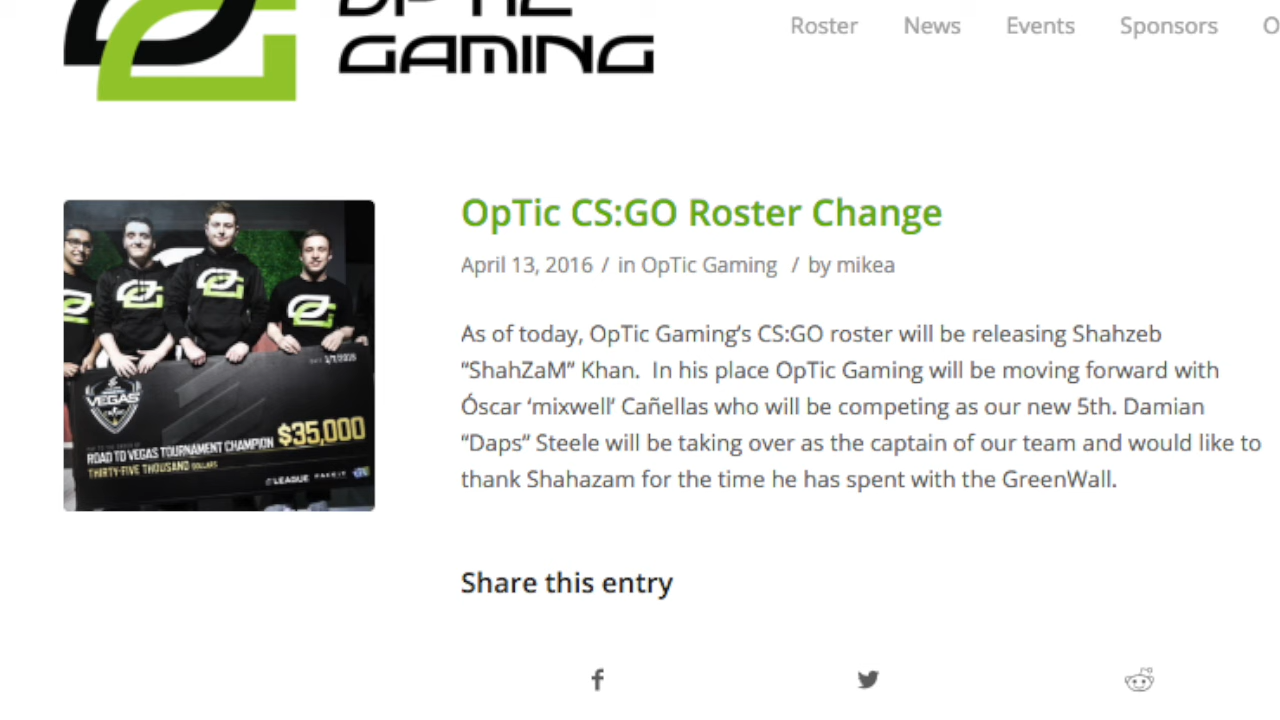 OPTIC
GAMING
Roster News Events Sponsors O
OpTic CS:GO Roster Change
April 13, 2016 / in OpTic Gaming / by mikea
As of today, OpTic Gaming's CS:GO roster will be releasing Shahzeb
“ShahZaM” Khan. In his place OpTic Gaming will be moving forward with
Óscar ‘mixwell’ Cañellas who will be competing as our new 5th. Damian
“Daps” Steele will be taking over as the captain of our team and would like to
thank Shahazam for the time he has spent with the GreenWall.
VEGAS
$35,000
ROAD TO VEGAS TOURNAMENT CHAMPION
THIRTY-FIVE THOUSAND DOLLARS
ELEAGUE FACEIT
Share this entry